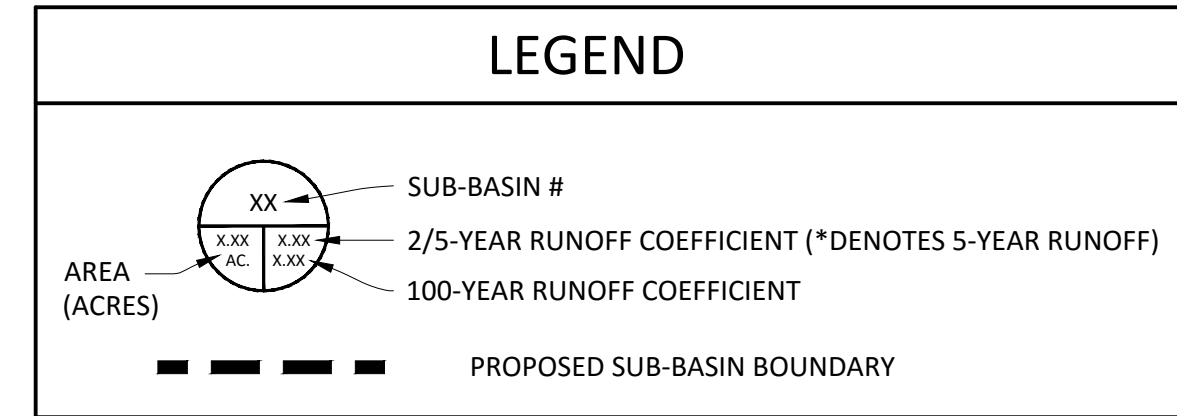 LEGEND
XX
SUB-BASIN #
X.XX
AC.
X.XX
X.XX
2/5-YEAR RUNOFF COEFFICIENT (*DENOTES 5-YEAR RUNOFF)
AREA
(ACRES)
100-YEAR RUNOFF COEFFICIENT
PROPOSED SUB-BASIN BOUNDARY